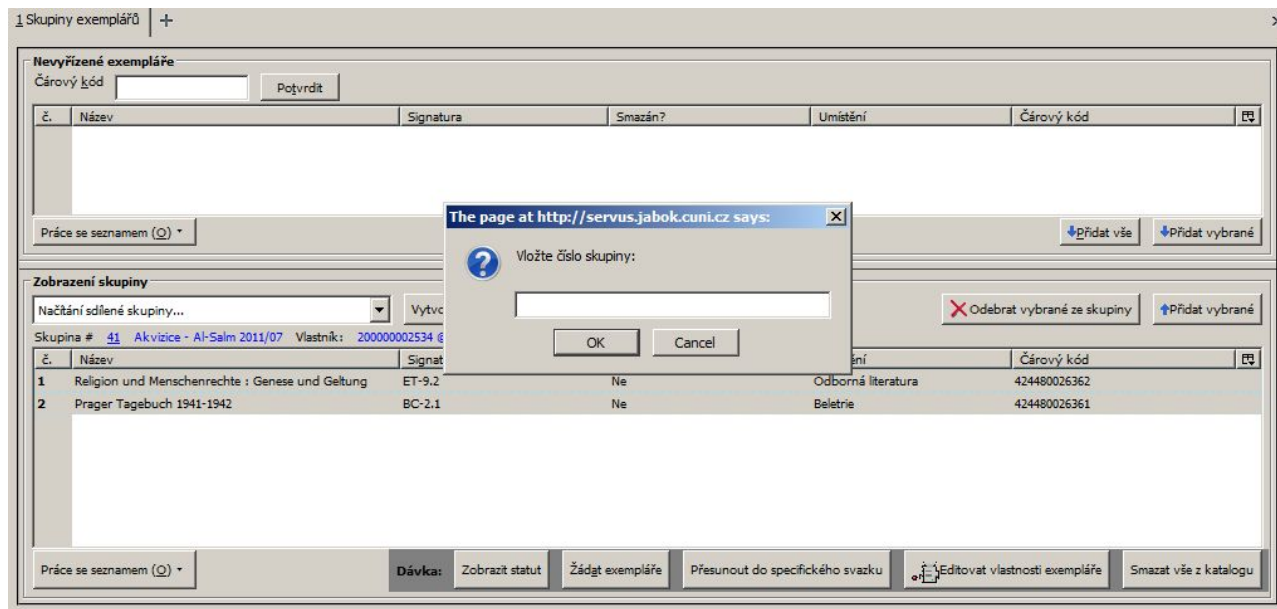 1 Skupiny exemplářů +
Nevyřízené exempláře
Čárový kód Potvrdit
č. Název Signatura Smazán? Umístění Čárový kód
The page at http://servus.jabok.cuni.cz says:
Vložte číslo skupiny:
OK Cancel
Práce se seznamem (O) Přidat vše Přidat vybrané
Zobrazení skupiny
Načítání sdílené skupiny... Odebrat vybrané ze skupiny Přidat vybrané
Skupina # 41 Akvizice - Al-Salm 2011/07 Vlastník: 200000002534 @
č. Název Čárový kód
1 Religion und Menschenrechte : Genese und Geltung ET-9.2 Ne Odborná literatura 424480026362
2 Prager Tagebuch 1941-1942 BC-2.1 Ne Beletrie 424480026361
Práce se seznamem (O) Dávka: Zobrazit statut Žádat exempláře Přesunout do specifického svazku Editovat vlastnosti exempláře Smazat vše z katalogu